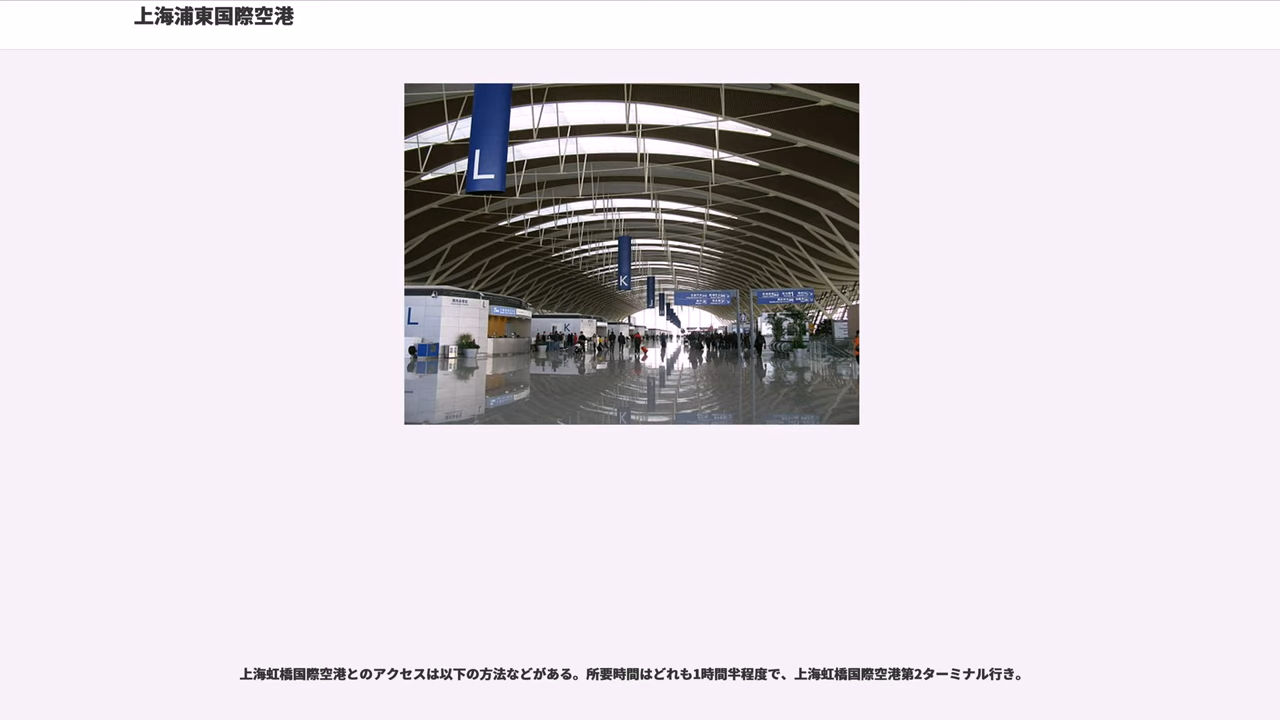 上海浦東国際空港
L
K
L
K
上海虹橋国際空港とのアクセスは以下の方法などがある。所要時間はどれも1時間半程度で、上海虹橋国際空港第2ターミナル行き。